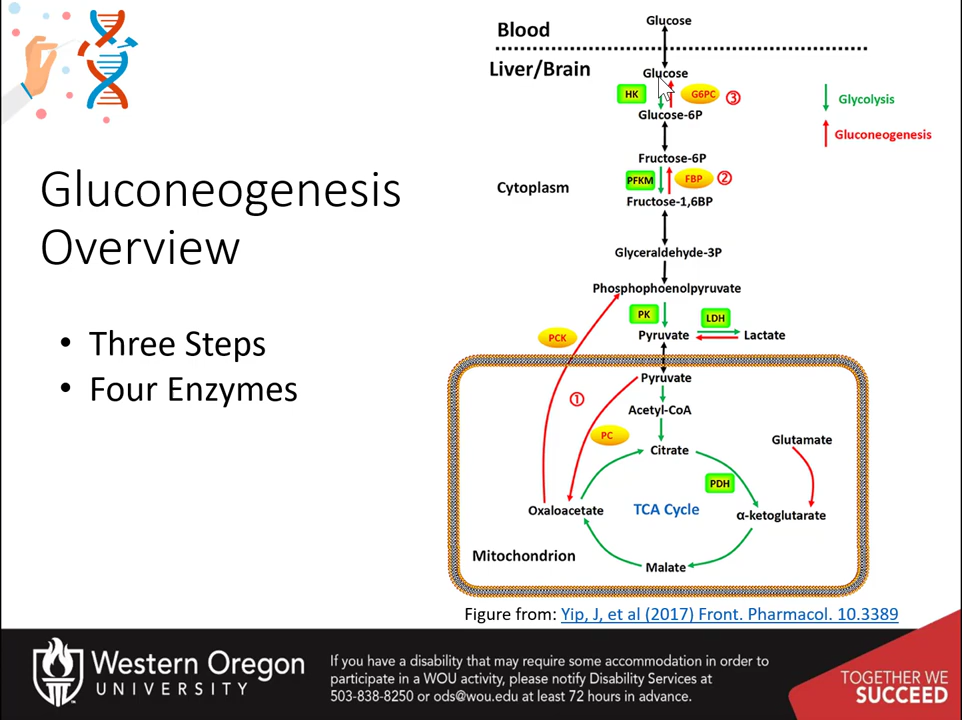 Gluconeogenesis
Overview
• Three Steps
• Four Enzymes
Blood
Glucose
Liver/Brain
Glucose
HK
G6PC
③
Glucose-6P
Glycolysis
Gluconeogenesis
Fructose-6P
Cytoplasm
PFKM
FBP
②
Fructose-1,6BP
Glyceraldehyde-3P
Phosphophoenolpyruvate
PK
LDH
PCK
Pyruvate
Lactate
Pyruvate
①
Acetyl-CoA
PC
Citrate
Glutamate
PDH
Oxaloacetate
TCA Cycle
α-ketoglutarate
Mitochondrion
Malate
Figure from: Yip, J, et al (2017) Front. Pharmacol. 10.3389
Western Oregon
UNIVERSITY
If you have a disability that may require some accommodation in order to
participate in a WOU activity, please notify Disability Services at
503-838-8250 or ods@wou.edu at least 72 hours in advance.
TOGETHER WE
SUCCEED